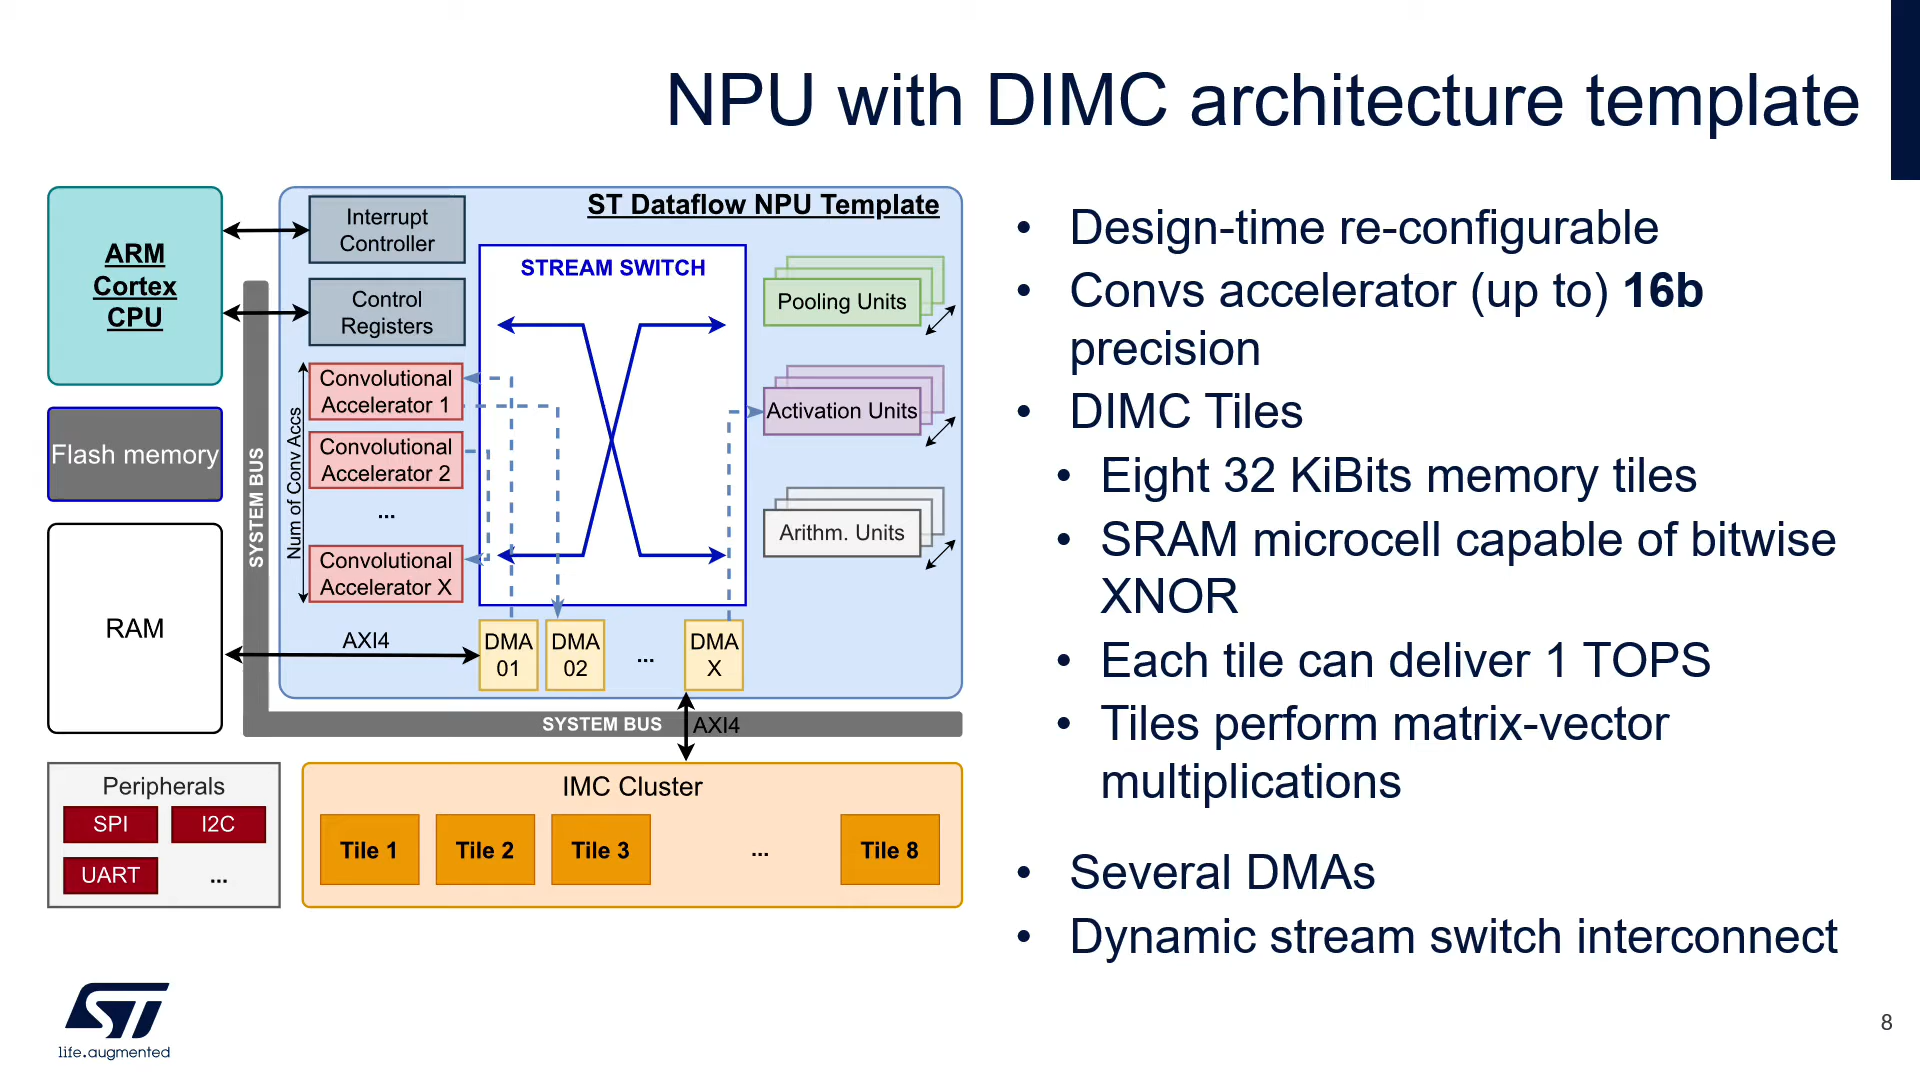 NPU with DIMC architecture template
ARM
Cortex
CPU
Flash memory
RAM
SYSTEM BUS
ST Dataflow NPU Template
Interrupt
Controller
Control
Registers
Num of Conv Accs
Convolutional
Accelerator 1
Convolutional
Accelerator 2
...
Convolutional
Accelerator X
STREAM SWITCH
Pooling Units
Activation Units
Arithm. Units
AXI4
DMA
01
DMA
02
...
DMA
X
SYSTEM BUS
AXI4
Peripherals
SPI
I2C
UART
...
IMC Cluster
Tile 1
Tile 2
Tile 3
...
Tile 8
• Design-time re-configurable
• Convs accelerator (up to) 16b
precision
• DIMC Tiles
• Eight 32 KiBits memory tiles
• SRAM microcell capable of bitwise
XNOR
• Each tile can deliver 1 TOPS
• Tiles perform matrix-vector
multiplications
• Several DMAs
• Dynamic stream switch interconnect
ST
life.augmented
8